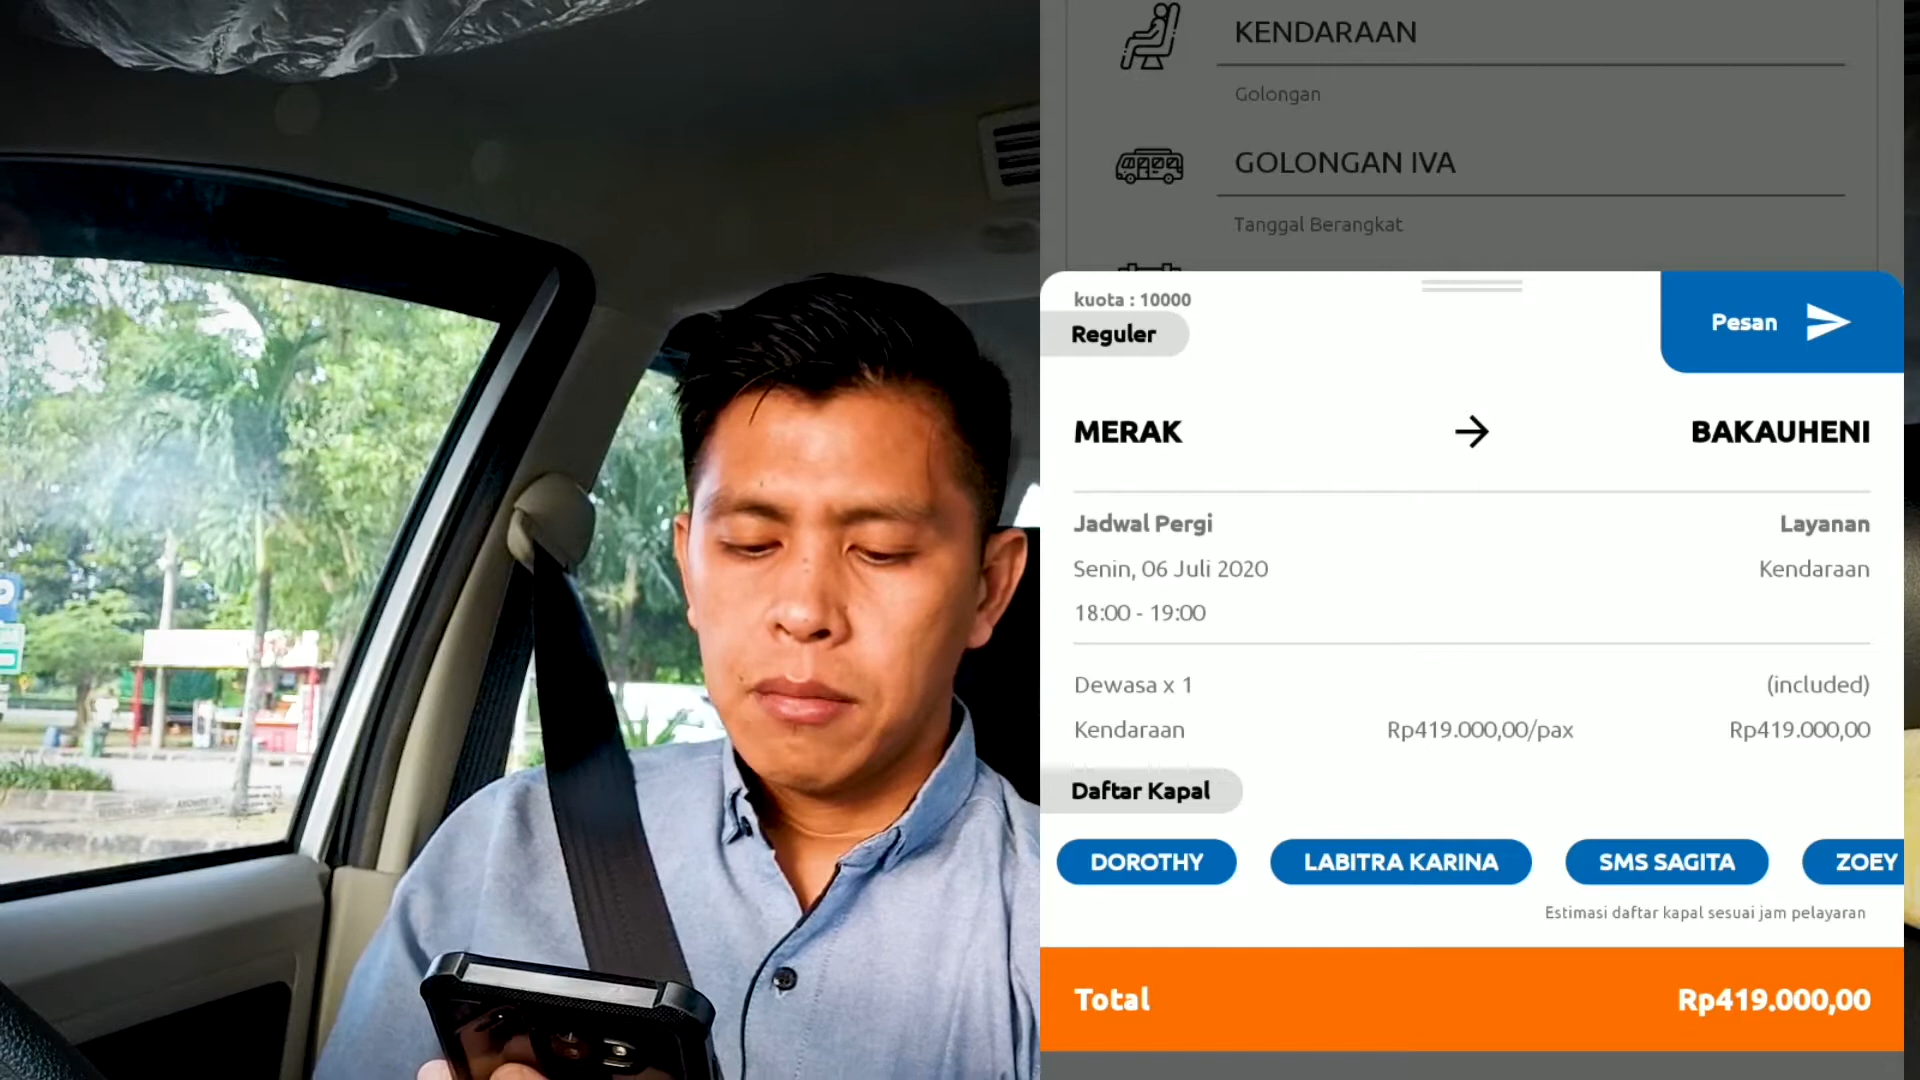 KENDARAAN
Golongan
GOLONGAN IVA
Tanggal Berangkat
kuota : 10000
Reguler
Pesan
MERAK
BAKAUHENI
Jadwal Pergi
Layanan
Senin, 06 Juli 2020
Kendaraan
18:00 - 19:00
Dewasa x 1
(included)
Kendaraan
Rp419.000,00/pax
Rp419.000,00
Daftar Kapal
DOROTHY
LABITRA KARINA
SMS SAGITA
ZOEY
Estimasi daftar kapal sesuai jam pelayaran
Total
Rp419.000,00